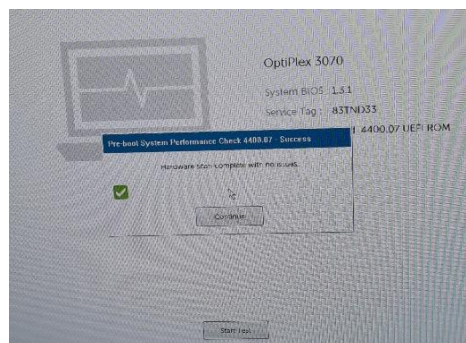 OptiPlex 3070
System BIOS 1.3.1
Service Tag : 83TND33
4400.07 UEFI ROM
Pre-boot System Performance Check 4400.07 - Success
Hardware scan complete with no issues.
Continue
Start Test